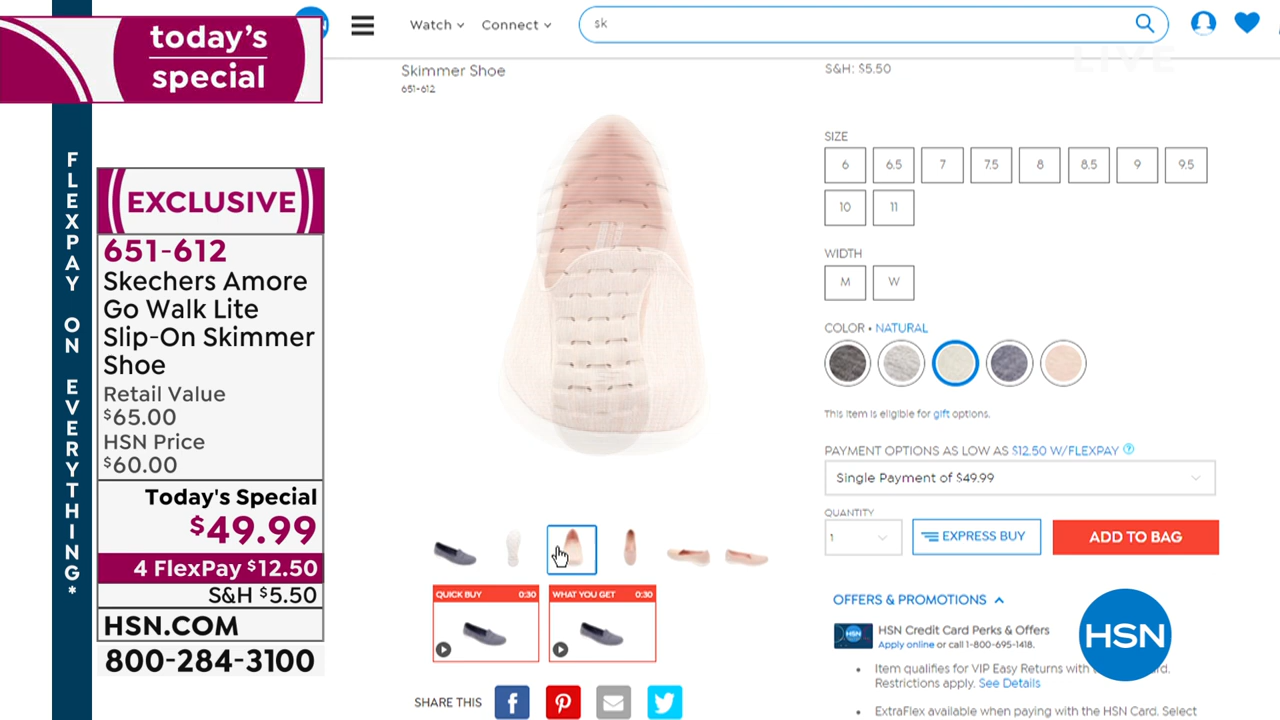 today's
special
FLEXPAY ON EVERYTHING*
EXCLUSIVE
651-612
Skechers Amore
Go Walk Lite
Slip-On Skimmer
Shoe
Retail Value
$65.00
HSN Price
$60.00
Today's Special
$49.99
4 FlexPay $12.50
S&H $5.50
HSN.COM
800-284-3100
Watch
Connect
sk
LIVE
Skimmer Shoe
651-612
S&H: $5.50
SIZE
6 6.5 7 7.5 8 8.5 9 9.5
10 11
WIDTH
M W
COLOR • NATURAL
This item is eligible for gift options.
PAYMENT OPTIONS AS LOW AS $12.50 W/FLEXPAY ?
Single Payment of $49.99
QUANTITY
1
EXPRESS BUY
ADD TO BAG
QUICK BUY 0:30
WHAT YOU GET 0:30
SHARE THIS
OFFERS & PROMOTIONS
HSN
HSN Credit Card Perks & Offers
Apply online or call 1-800-695-1418.
• Item qualifies for VIP Easy Returns with
Restrictions apply. See Details
• ExtraFlex available when paying with the HSN Card. Select
HSN